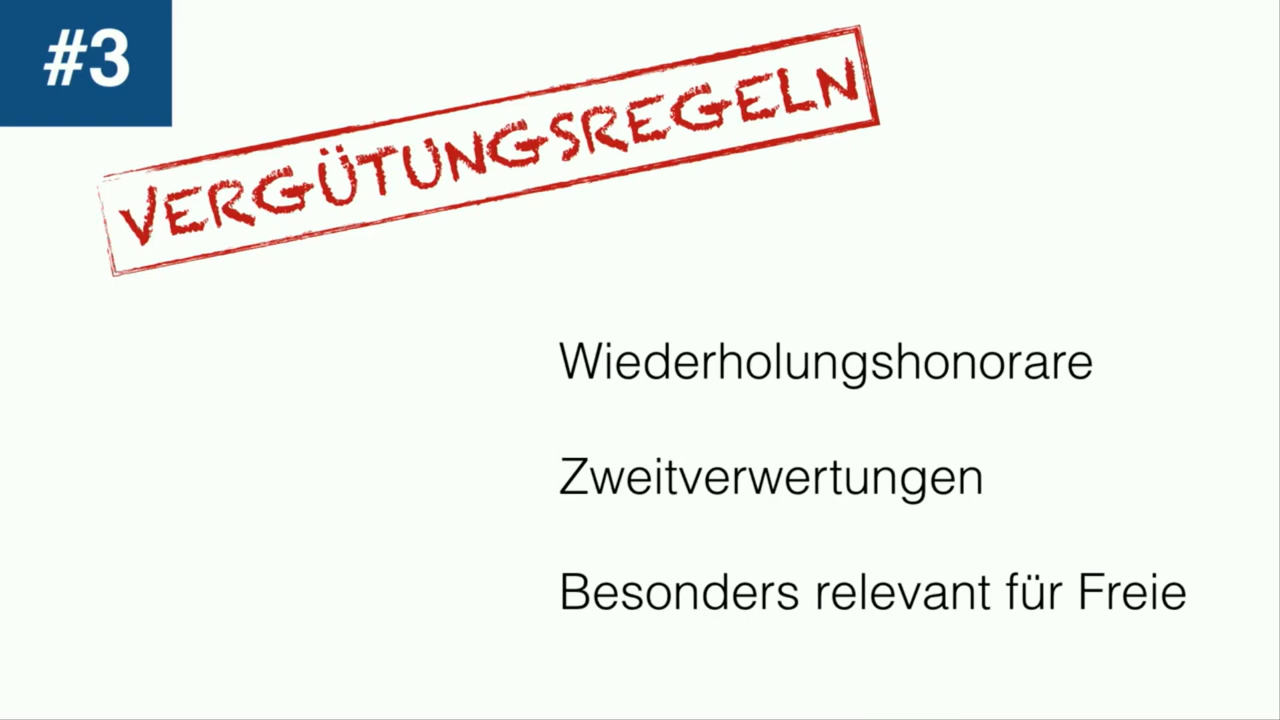 #3
VERGÜTUNGSREGELN
Wiederholungshonorare
Zweitverwertungen
Besonders relevant für Freie